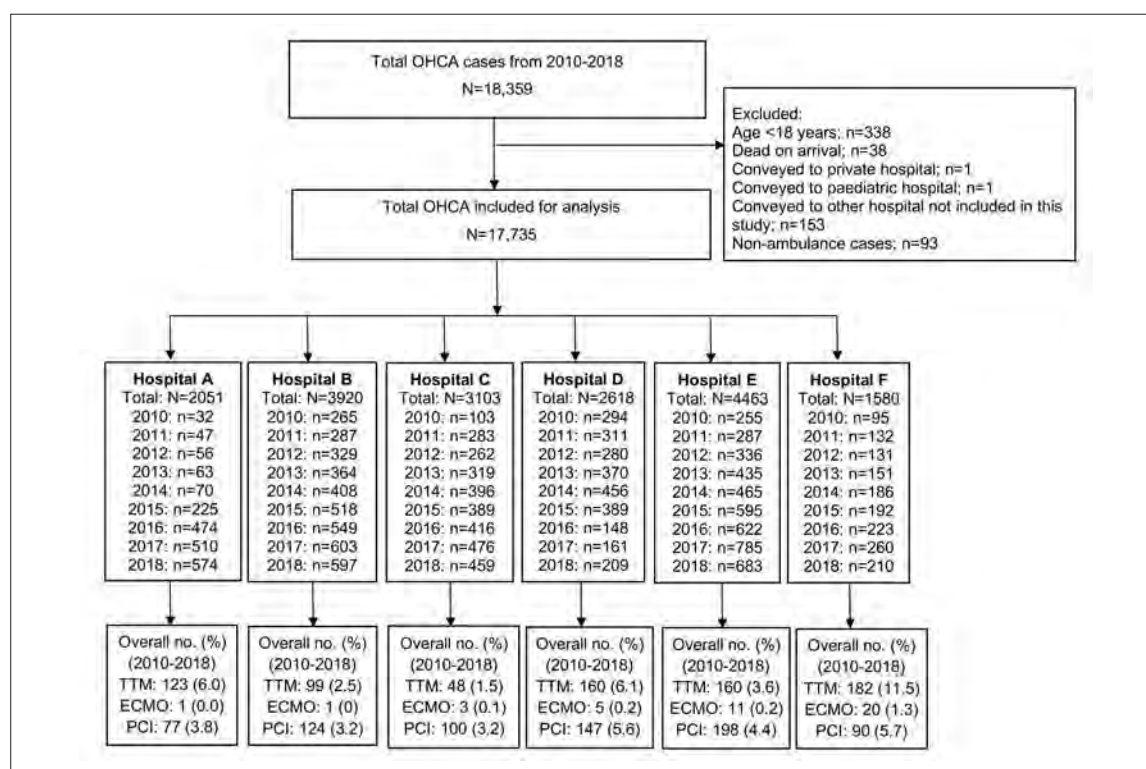 Total OHCA cases from 2010-2018
N=18,359
Excluded:
Age <18 years; n=338
Dead on arrival; n=38
Conveyed to private hospital; n=1
Conveyed to paediatric hospital; n=1
Conveyed to other hospital not included in this
study; n=153
Non-ambulance cases; n=93
Total OHCA included for analysis
N=17,735
Hospital A
Total: N=2051
2010: n=32
2011: n=47
2012: n=56
2013: n=63
2014: n=70
2015: n=225
2016: n=474
2017: n=510
2018: n=574
Hospital B
Total: N=3920
2010: n=265
2011: n=287
2012: n=329
2013: n=364
2014: n=408
2015: n=518
2016: n=549
2017: n=603
2018: n=597
Hospital C
Total: N=3103
2010: n=103
2011: n=283
2012: n=262
2013: n=319
2014: n=396
2015: n=389
2016: n=416
2017: n=476
2018: n=459
Hospital D
Total: N=2618
2010: n=294
2011: n=311
2012: n=280
2013: n=370
2014: n=456
2015: n=389
2016: n=148
2017: n=161
2018: n=209
Hospital E
Total: N=4463
2010: n=255
2011: n=287
2012: n=336
2013: n=435
2014: n=465
2015: n=595
2016: n=622
2017: n=785
2018: n=683
Hospital F
Total: N=1580
2010: n=95
2011: n=132
2012: n=131
2013: n=151
2014: n=186
2015: n=192
2016: n=223
2017: n=260
2018: n=210
Overall no. (%)
(2010-2018)
TTM: 123 (6.0)
ECMO: 1 (0.0)
PCI: 77 (3.8)
Overall no. (%)
(2010-2018)
TTM: 99 (2.5)
ECMO: 1 (0)
PCI: 124 (3.2)
Overall no. (%)
(2010-2018)
TTM: 48 (1.5)
ECMO: 3 (0.1)
PCI: 100 (3.2)
Overall no. (%)
(2010-2018)
TTM: 160 (6.1)
ECMO: 5 (0.2)
PCI: 147 (5.6)
Overall no. (%)
(2010-2018)
TTM: 160 (3.6)
ECMO: 11 (0.2)
PCI: 198 (4.4)
Overall no. (%)
(2010-2018)
TTM: 182 (11.5)
ECMO: 20 (1.3)
PCI: 90 (5.7)